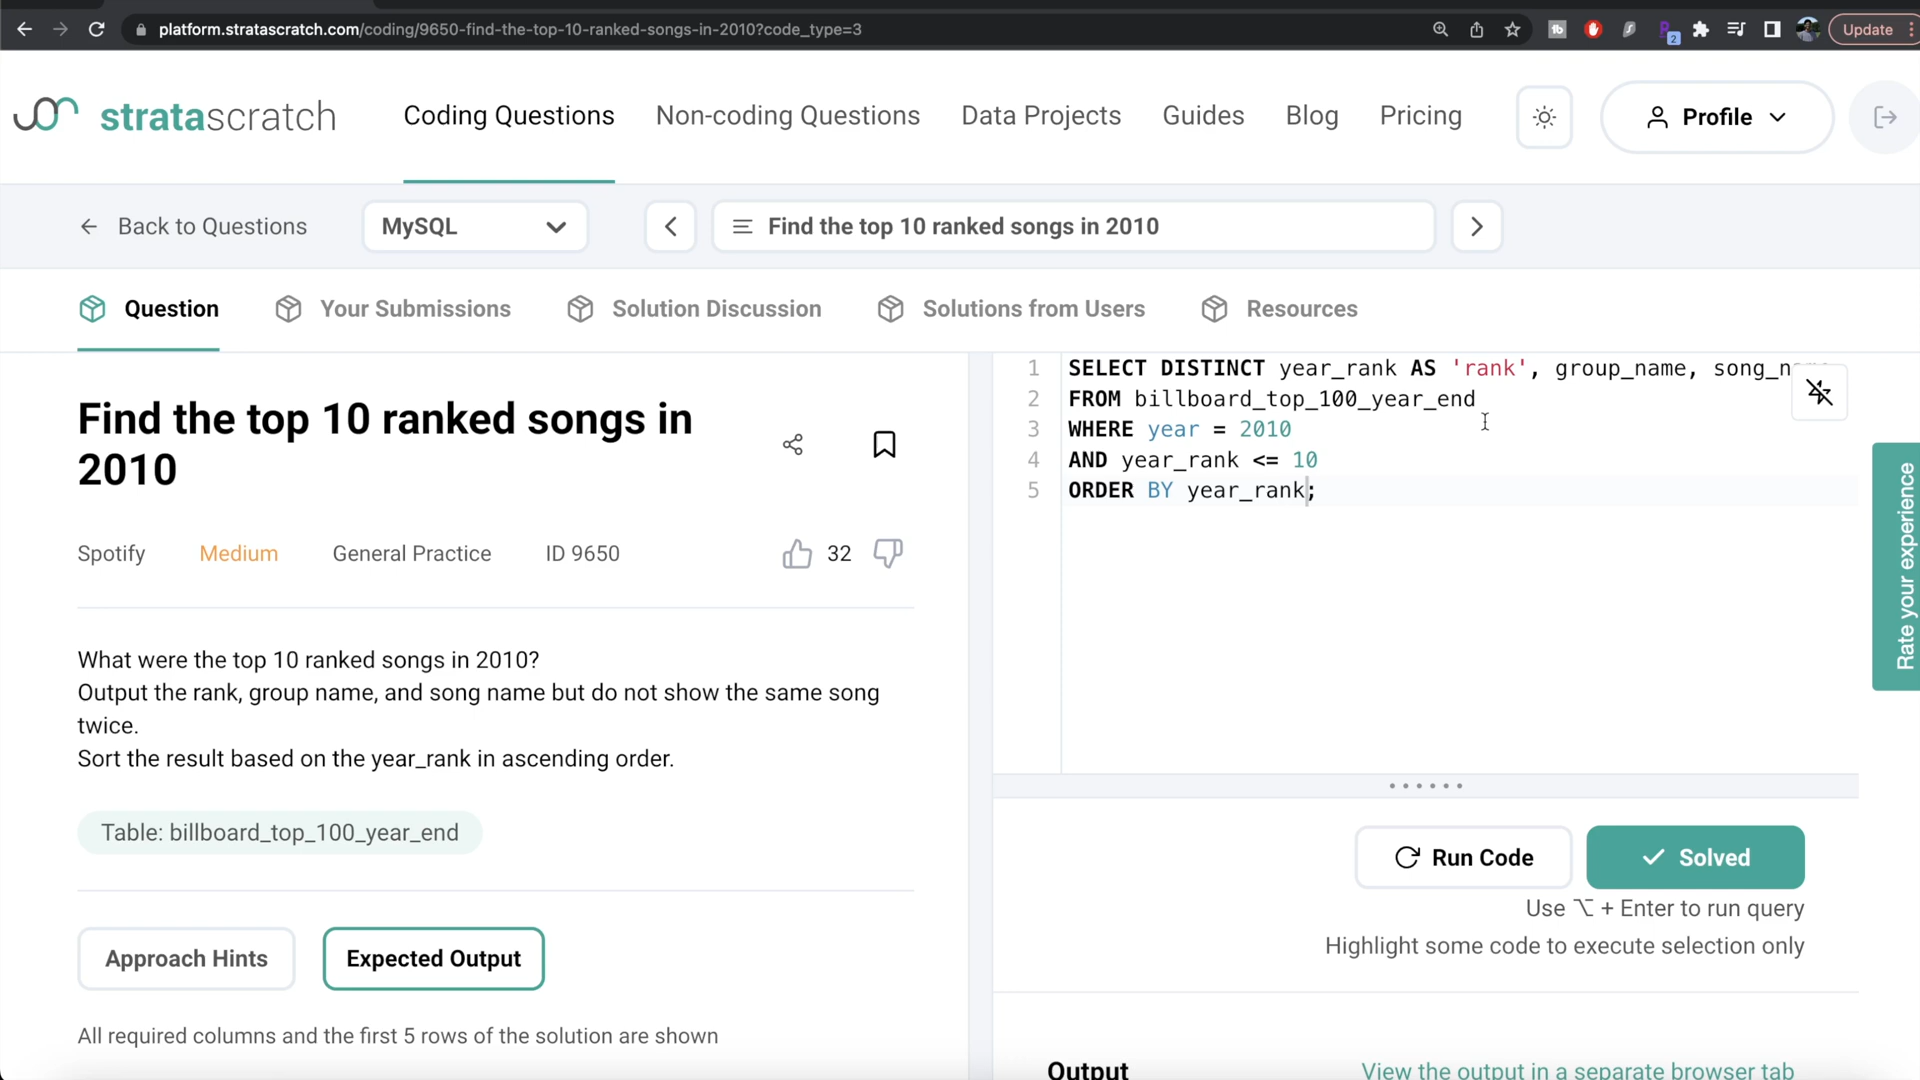 platform.stratascratch.com/coding/9650-find-the-top-10-ranked-songs-in-2010?code_type=3
2
Update
stratascratch
Coding Questions
Non-coding Questions
Data Projects
Guides
Blog
Pricing
Profile
Back to Questions
MySQL
Find the top 10 ranked songs in 2010
Question
Your Submissions
Solution Discussion
Solutions from Users
Resources
Find the top 10 ranked songs in
2010
Spotify
Medium
General Practice
ID 9650
32
What were the top 10 ranked songs in 2010?
Output the rank, group name, and song name but do not show the same song
twice.
Sort the result based on the year_rank in ascending order.
Table: billboard_top_100_year_end
Approach Hints
Expected Output
All required columns and the first 5 rows of the solution are shown
1 SELECT DISTINCT year_rank AS 'rank', group_name, song_n
2 FROM billboard_top_100_year_end
3 WHERE year = 2010
4 AND year_rank <= 10
5 ORDER BY year_rank;
Rate your experience
Run Code
Solved
Use ⌥ + Enter to run query
Highlight some code to execute selection only
Output
View the output in a separate browser tab